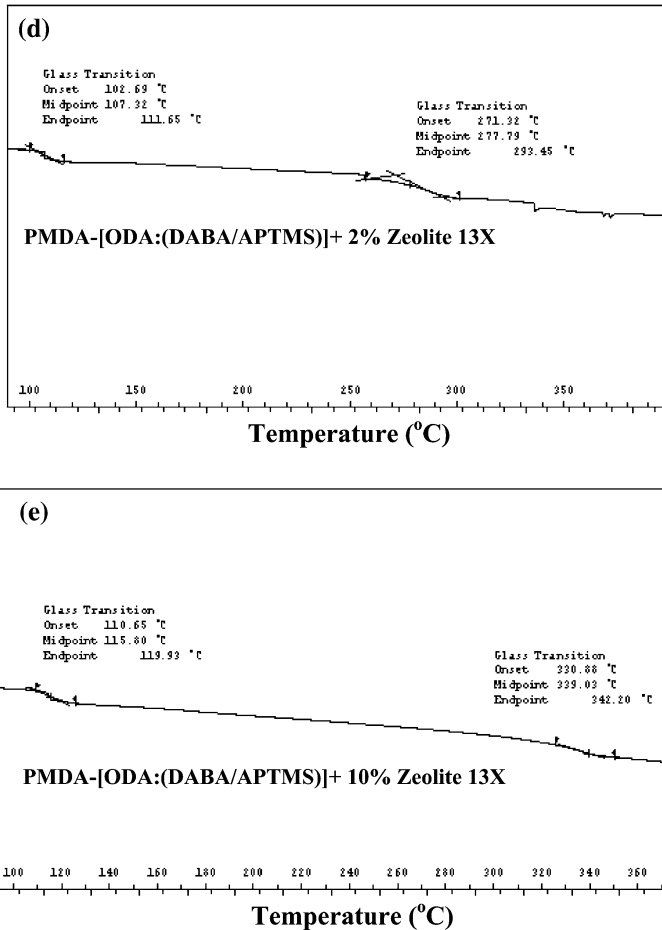 (d)
Glass Transition
Onset 102.69 °C
Midpoint 107.32 °C
Endpoint 111.65 °C
Glass Transition
Onset 271.32 °C
Midpoint 277.79 °C
Endpoint 293.45 °C
PMDA-[ODA:(DABA/APTMS)]+ 2% Zeolite 13X
100 150 200 250 300 350
Temperature (°C)
(e)
Glass Transition
Onset 110.65 °C
Midpoint 115.80 °C
Endpoint 119.93 °C
Glass Transition
Onset 330.88 °C
Midpoint 339.03 °C
Endpoint 342.20 °C
PMDA-[ODA:(DABA/APTMS)]+ 10% Zeolite 13X
100 120 140 160 180 200 220 240 260 280 300 320 340 360
Temperature (°C)